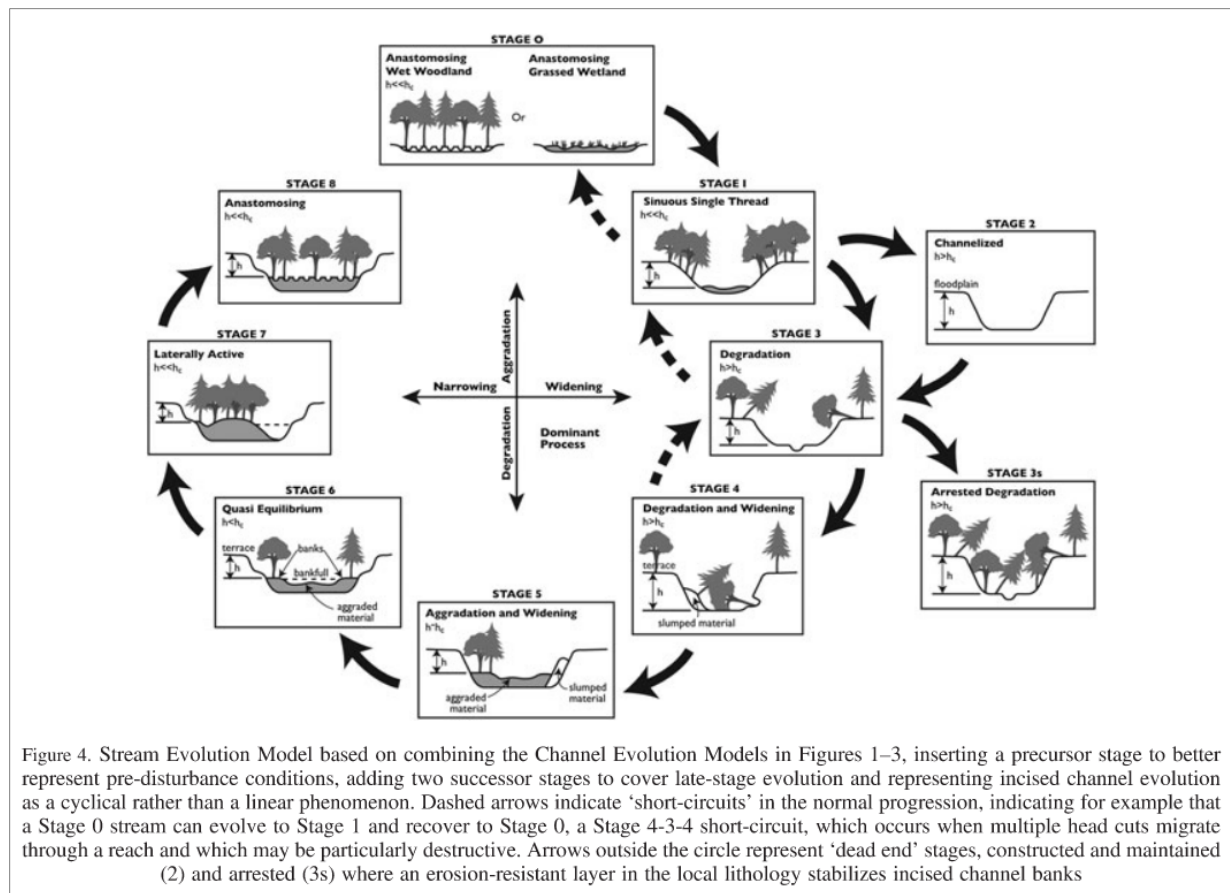 STAGE O
Anastomosing
Wet Woodland
h<<hc
Or
Anastomosing
Grassed Wetland
STAGE 1
Sinuous Single Thread
h<<hc
h
STAGE 2
Channelized
h>hc
floodplain
h
STAGE 3
Degradation
h>hc
h
STAGE 3s
Arrested Degradation
h>hc
h
STAGE 4
Degradation and Widening
h>hc
terrace
h
slumped material
STAGE 5
Aggradation and Widening
h~hc
h
aggraded
material
slumped
material
STAGE 6
Quasi Equilibrium
h<hc
terrace
h
banks
bankfull
aggraded
material
STAGE 7
Laterally Active
h<<hc
h
STAGE 8
Anastomosing
h<<hc
h
Aggradation
Narrowing
Widening
Degradation
Dominant
Process
Figure 4. Stream Evolution Model based on combining the Channel Evolution Models in Figures 1–3, inserting a precursor stage to better
represent pre-disturbance conditions, adding two successor stages to cover late-stage evolution and representing incised channel evolution
as a cyclical rather than a linear phenomenon. Dashed arrows indicate ‘short-circuits’ in the normal progression, indicating for example that
a Stage 0 stream can evolve to Stage 1 and recover to Stage 0, a Stage 4-3-4 short-circuit, which occurs when multiple head cuts migrate
through a reach and which may be particularly destructive. Arrows outside the circle represent ‘dead end’ stages, constructed and maintained
(2) and arrested (3s) where an erosion-resistant layer in the local lithology stabilizes incised channel banks